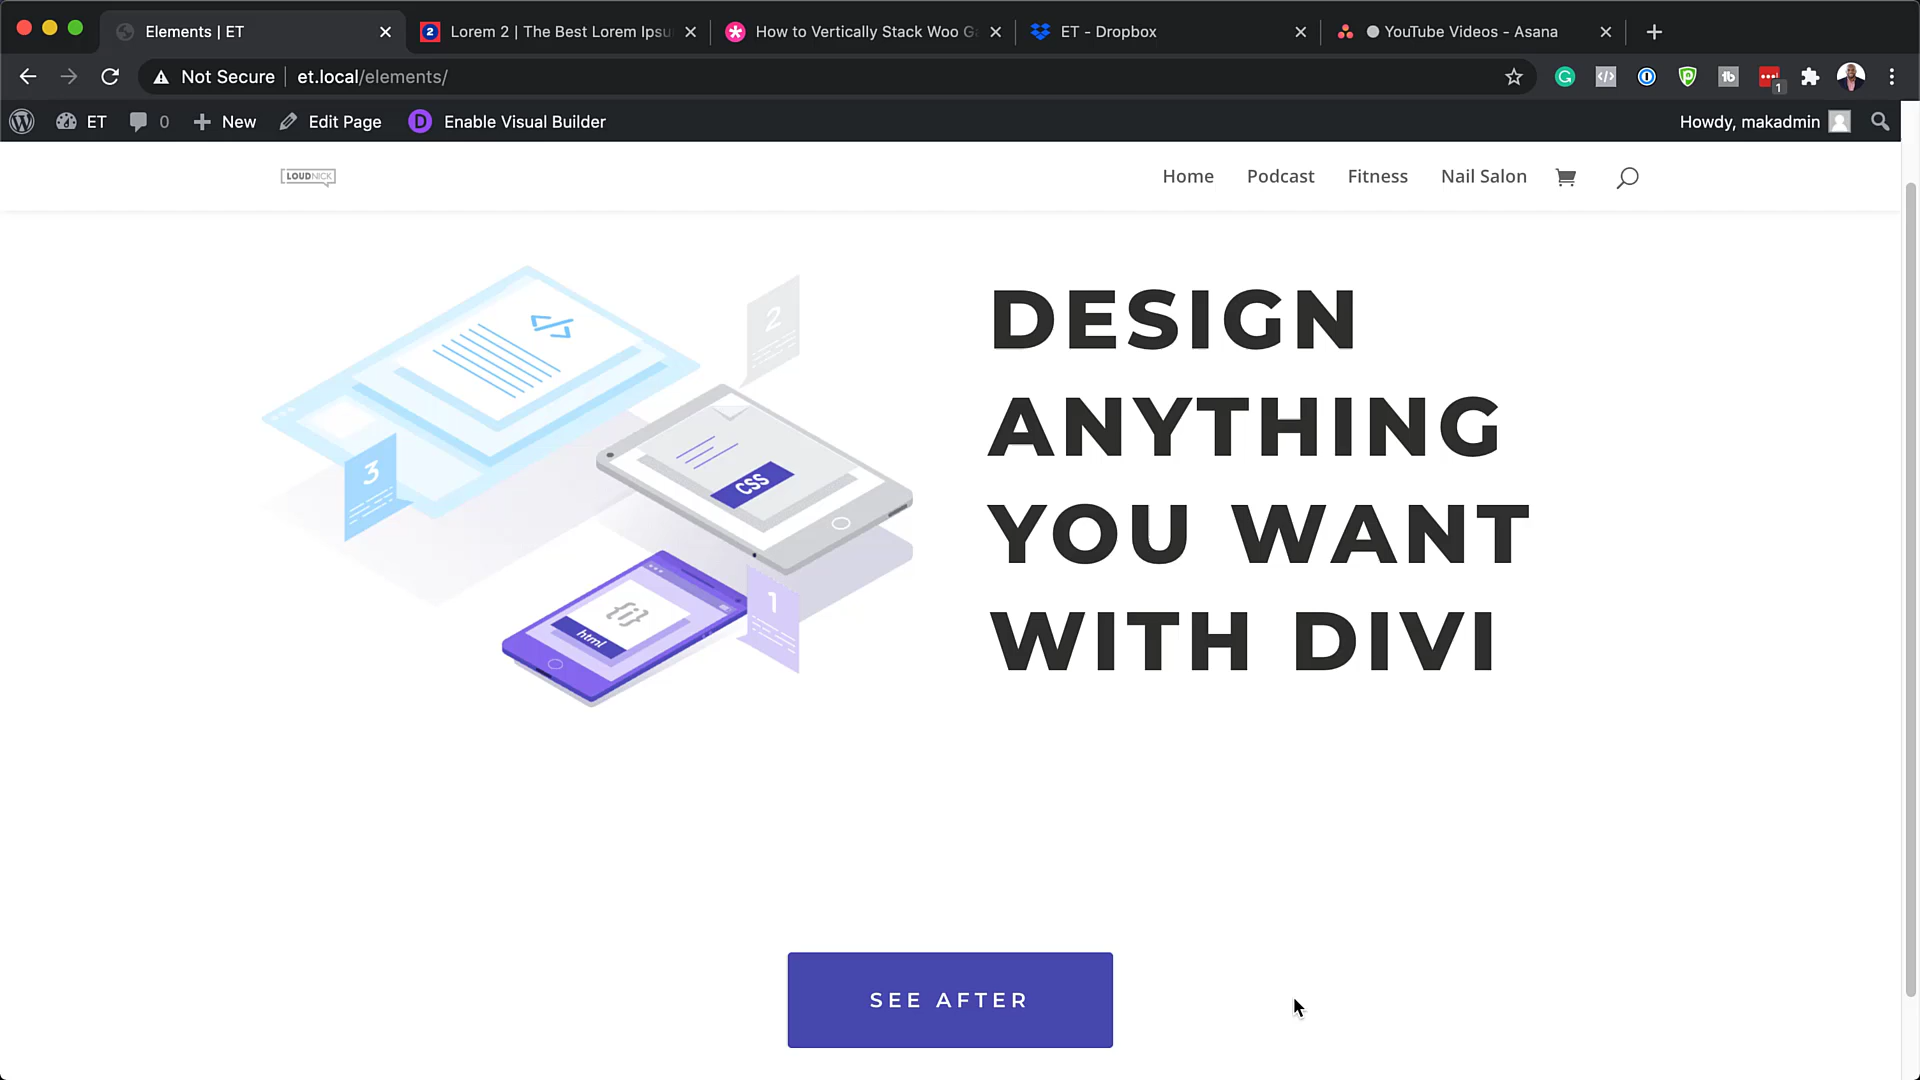 Elements | ET
Lorem 2 | The Best Lorem Ipsu
How to Vertically Stack Woo G
ET - Dropbox
YouTube Videos - Asana
Not Secure
et.local/elements/
1
ET
0
New
Edit Page
D
Enable Visual Builder
Howdy, makadmin
LOUDNICK
Home
Podcast
Fitness
Nail Salon
DESIGN
ANYTHING
YOU WANT
WITH DIVI
2
</>
3
CSS
1
{i}
html
SEE AFTER